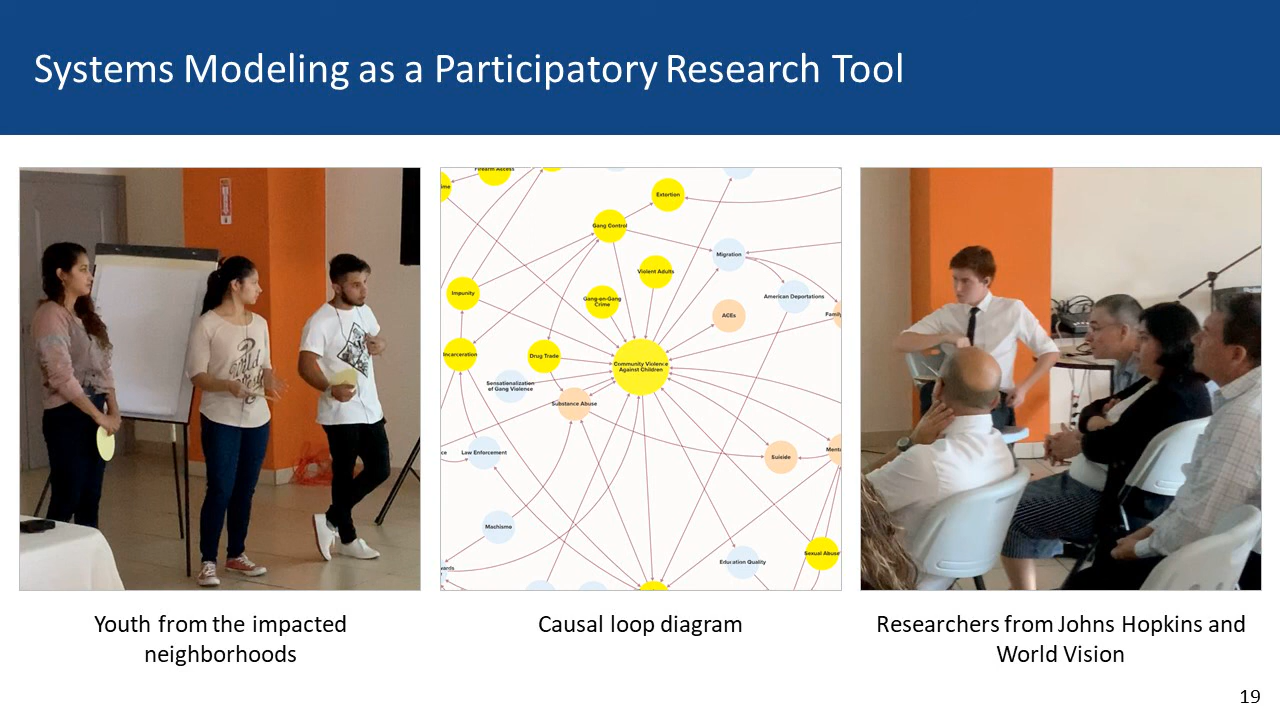 Systems Modeling as a Participatory Research Tool
Firearm Access
Extortion
Gang Control
Migration
Violent Adults
Impunity
Gang-on-Gang
Crime
American Deportations
ACEs
Incarceration
Drug Trade
Community Violence
Against Children
Sensationalization
of Gang Violence
Substance Abuse
Law Enforcement
Suicide
Machismo
Sexual Abuse
Education Quality
Youth from the impacted
neighborhoods
Causal loop diagram
Researchers from Johns Hopkins and
World Vision
19